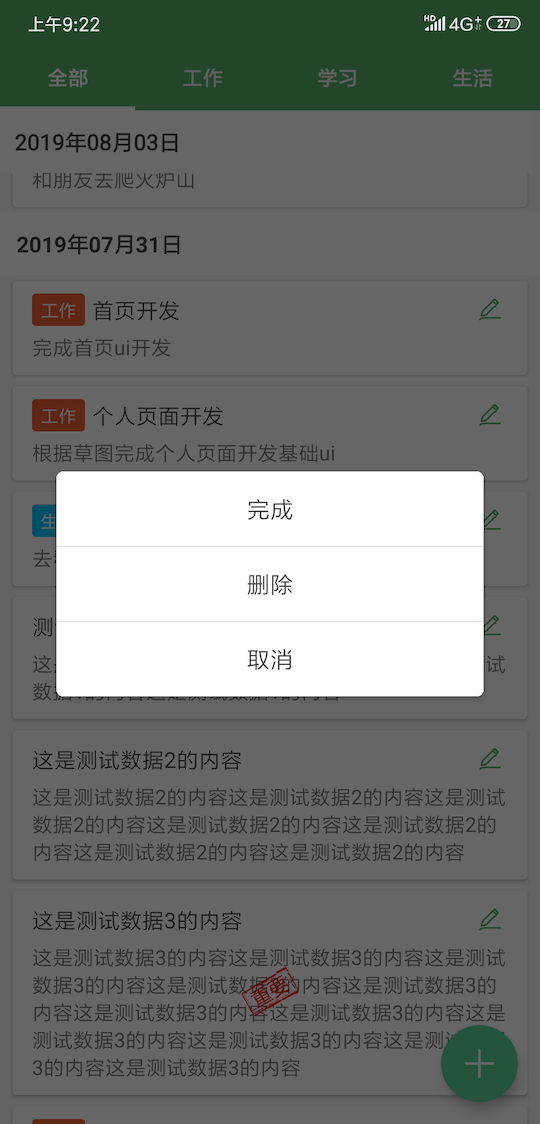 上午9:22
HD 4G+ 27
全部 工作 学习 生活
2019年08月03日
和朋友去爬火炉山
2019年07月31日
工作 首页开发
完成首页ui开发
工作 个人页面开发
根据草图完成个人页面开发基础ui
完成
删除
取消
测
这 试
这是测试数据2的内容
这是测试数据2的内容这是测试数据2的内容这是测试
数据2的内容这是测试数据2的内容这是测试数据2的
内容这是测试数据2的内容这是测试数据2的内容
这是测试数据3的内容
这是测试数据3的内容这是测试数据3的内容这是测试
数据3的内容这是测试数据3的内容这是测试数据3的
内容这是测试数据3的内容这是测试数据3的内容这是
测试数据3的内容这是测试数据3的内容这是测试数据
3的内容这是测试数据3的内容
重要